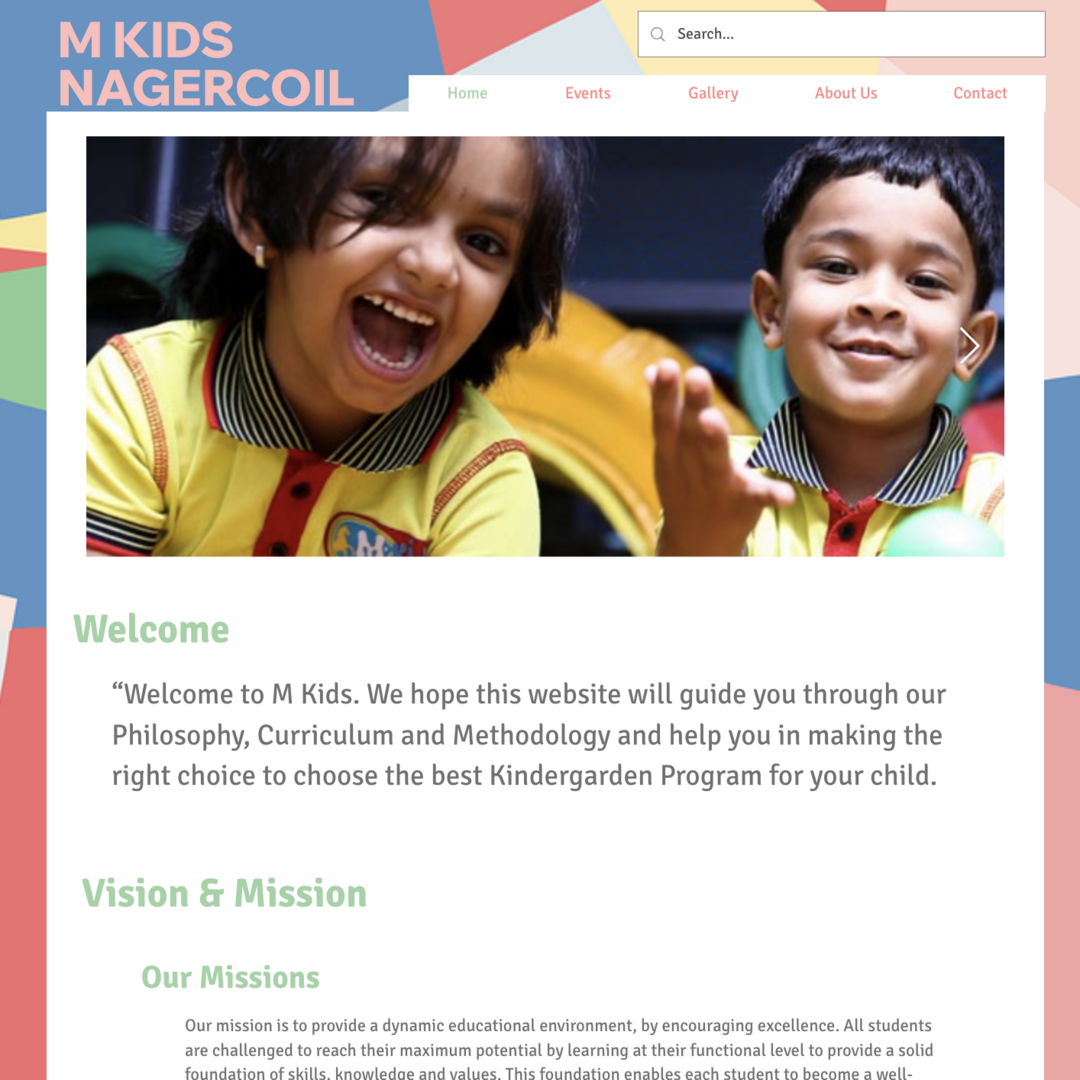 M KIDS
NAGERCOIL
Search...
Home Events Gallery About Us Contact
Welcome
“Welcome to M Kids. We hope this website will guide you through our
Philosophy, Curriculum and Methodology and help you in making the
right choice to choose the best Kindergarden Program for your child.
Vision & Mission
Our Missions
Our mission is to provide a dynamic educational environment, by encouraging excellence. All students
are challenged to reach their maximum potential by learning at their functional level to provide a solid
foundation of skills, knowledge and values. This foundation enables each student to become a well-